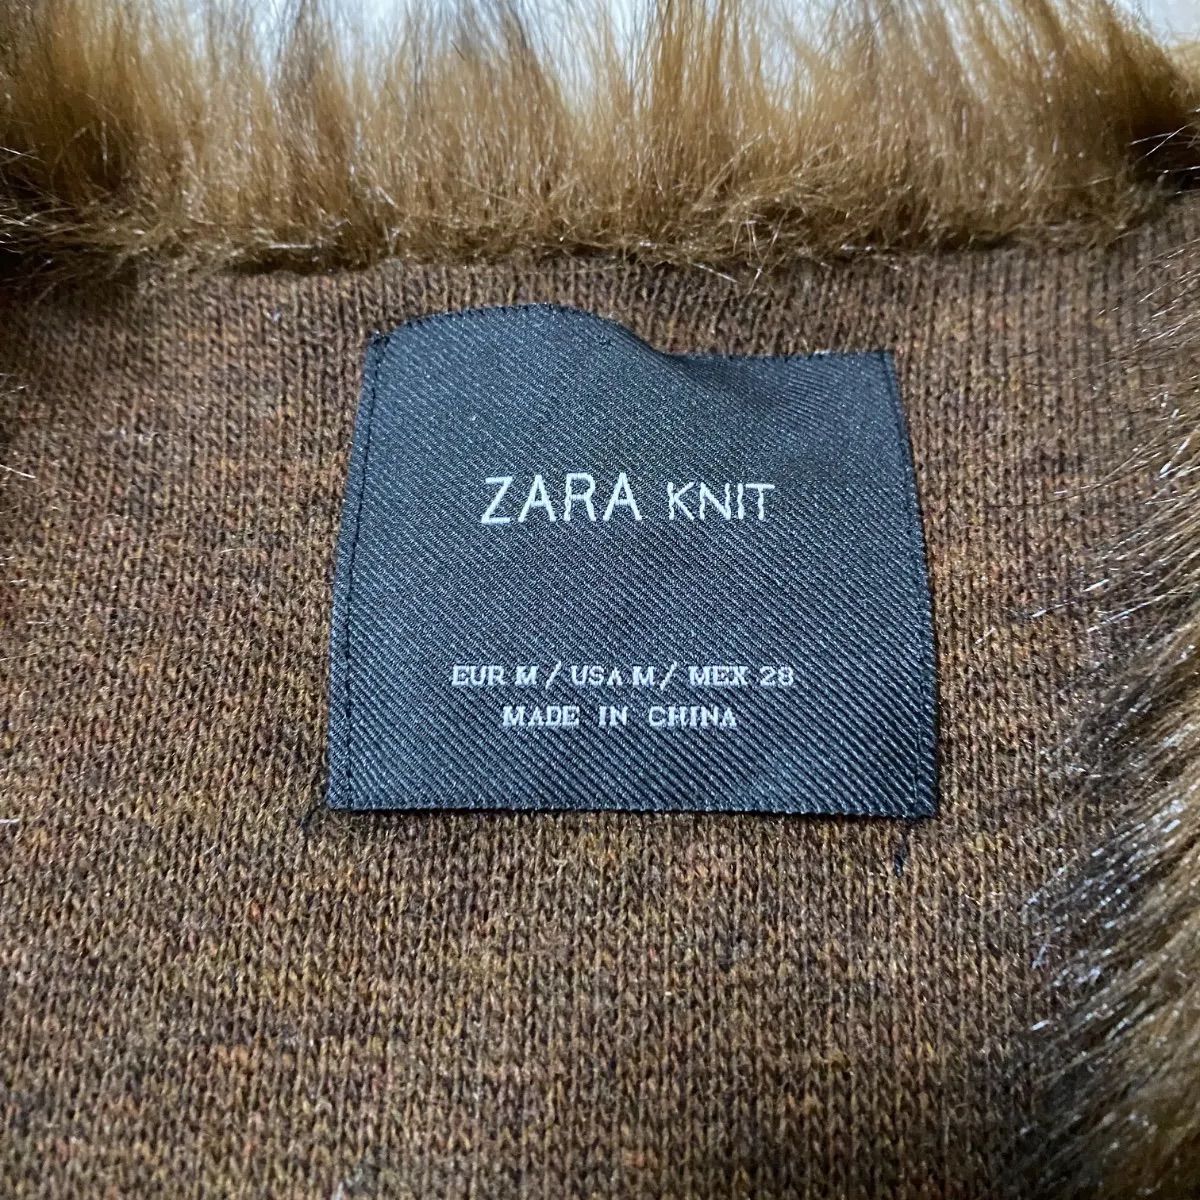 ZARA KNIT
EUR M / USA M / MEX 28
MADE IN CHINA